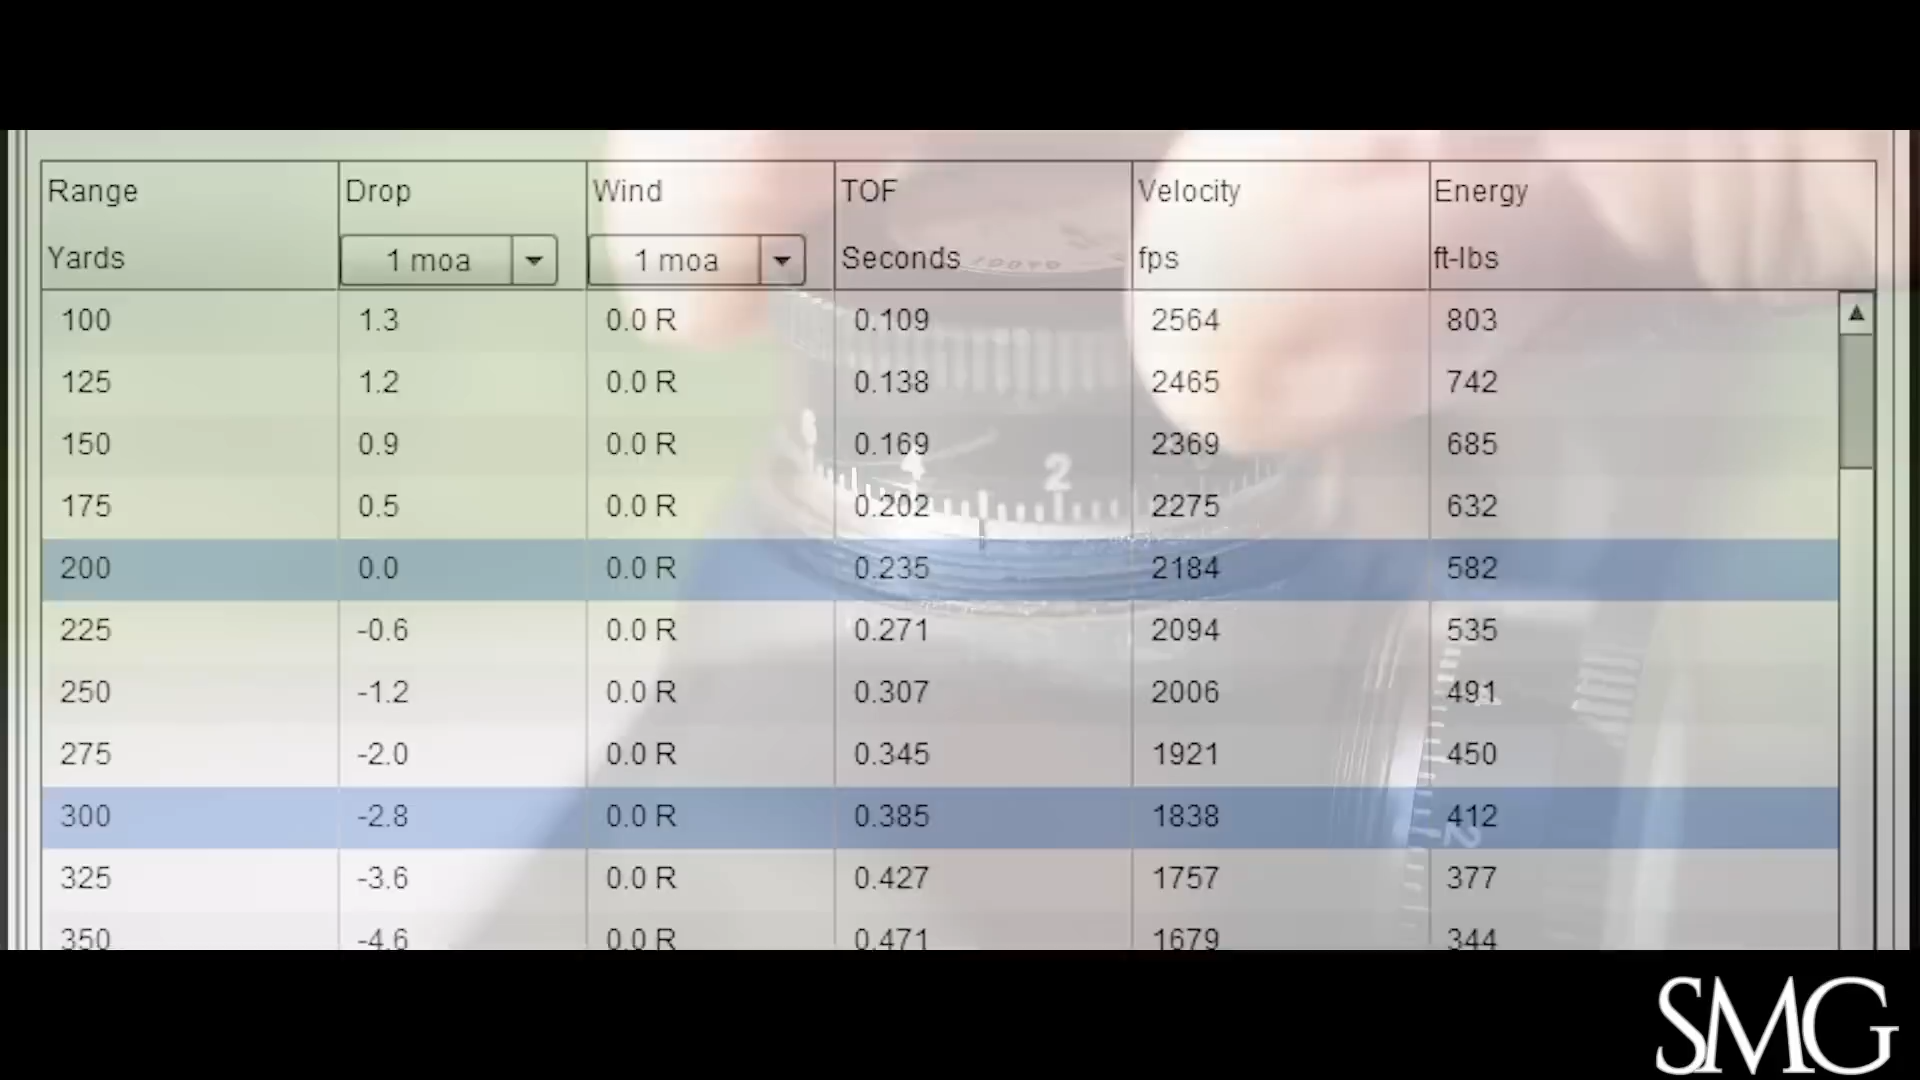 Range Drop Wind TOF Velocity Energy
Yards 1 moa 1 moa Seconds fps ft-lbs
100 1.3 0.0 R 0.109 2564 803
125 1.2 0.0 R 0.138 2465 742
150 0.9 0.0 R 0.169 2369 685
175 0.5 0.0 R 0.202 2275 632
200 0.0 0.0 R 0.235 2184 582
225 -0.6 0.0 R 0.271 2094 535
250 -1.2 0.0 R 0.307 2006 491
275 -2.0 0.0 R 0.345 1921 450
300 -2.8 0.0 R 0.385 1838 412
325 -3.6 0.0 R 0.427 1757 377
350 -4.6 0.0 R 0.471 1679 344
4 2
2
SMG